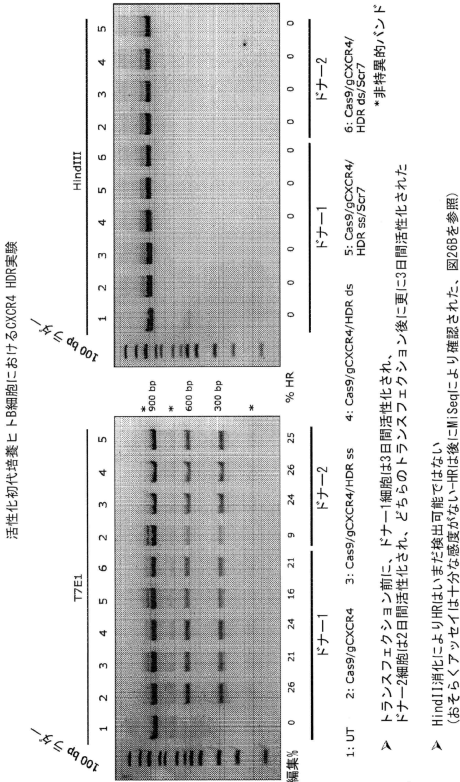 活性化初代培養ヒトB細胞におけるCXCR4 HDR実験
T7E1
100 bp ラダー
1 2 3 4 5 6 2 3 4 5
*
900 bp
*
600 bp
300 bp
*
編集% 0 26 21 24 16 21 9 24 26 25
ドナー1 ドナー2
HindIII
100 bp ラダー
1 2 3 4 5 6 2 3 4 5
% HR 0 0 0 0 0 0 0 0 0 0
ドナー1 ドナー2
1: UT 2: Cas9/gCXCR4 3: Cas9/gCXCR4/HDR ss 4: Cas9/gCXCR4/HDR ds 5: Cas9/gCXCR4/ 6: Cas9/gCXCR4/
HDR ss/Scr7 HDR ds/Scr7
*非特異的バンド
➢ トランスフェクション前に、ドナー1細胞は3日間活性化され、
ドナー2細胞は2日間活性化され、どちらのトランスフェクション後に更に3日間活性化された
➢ HindIII消化によりHRはいまだ検出可能ではない
(おそらくアッセイは十分な感度がない-HRは後にMiSeqにより確認された、図26Bを参照)